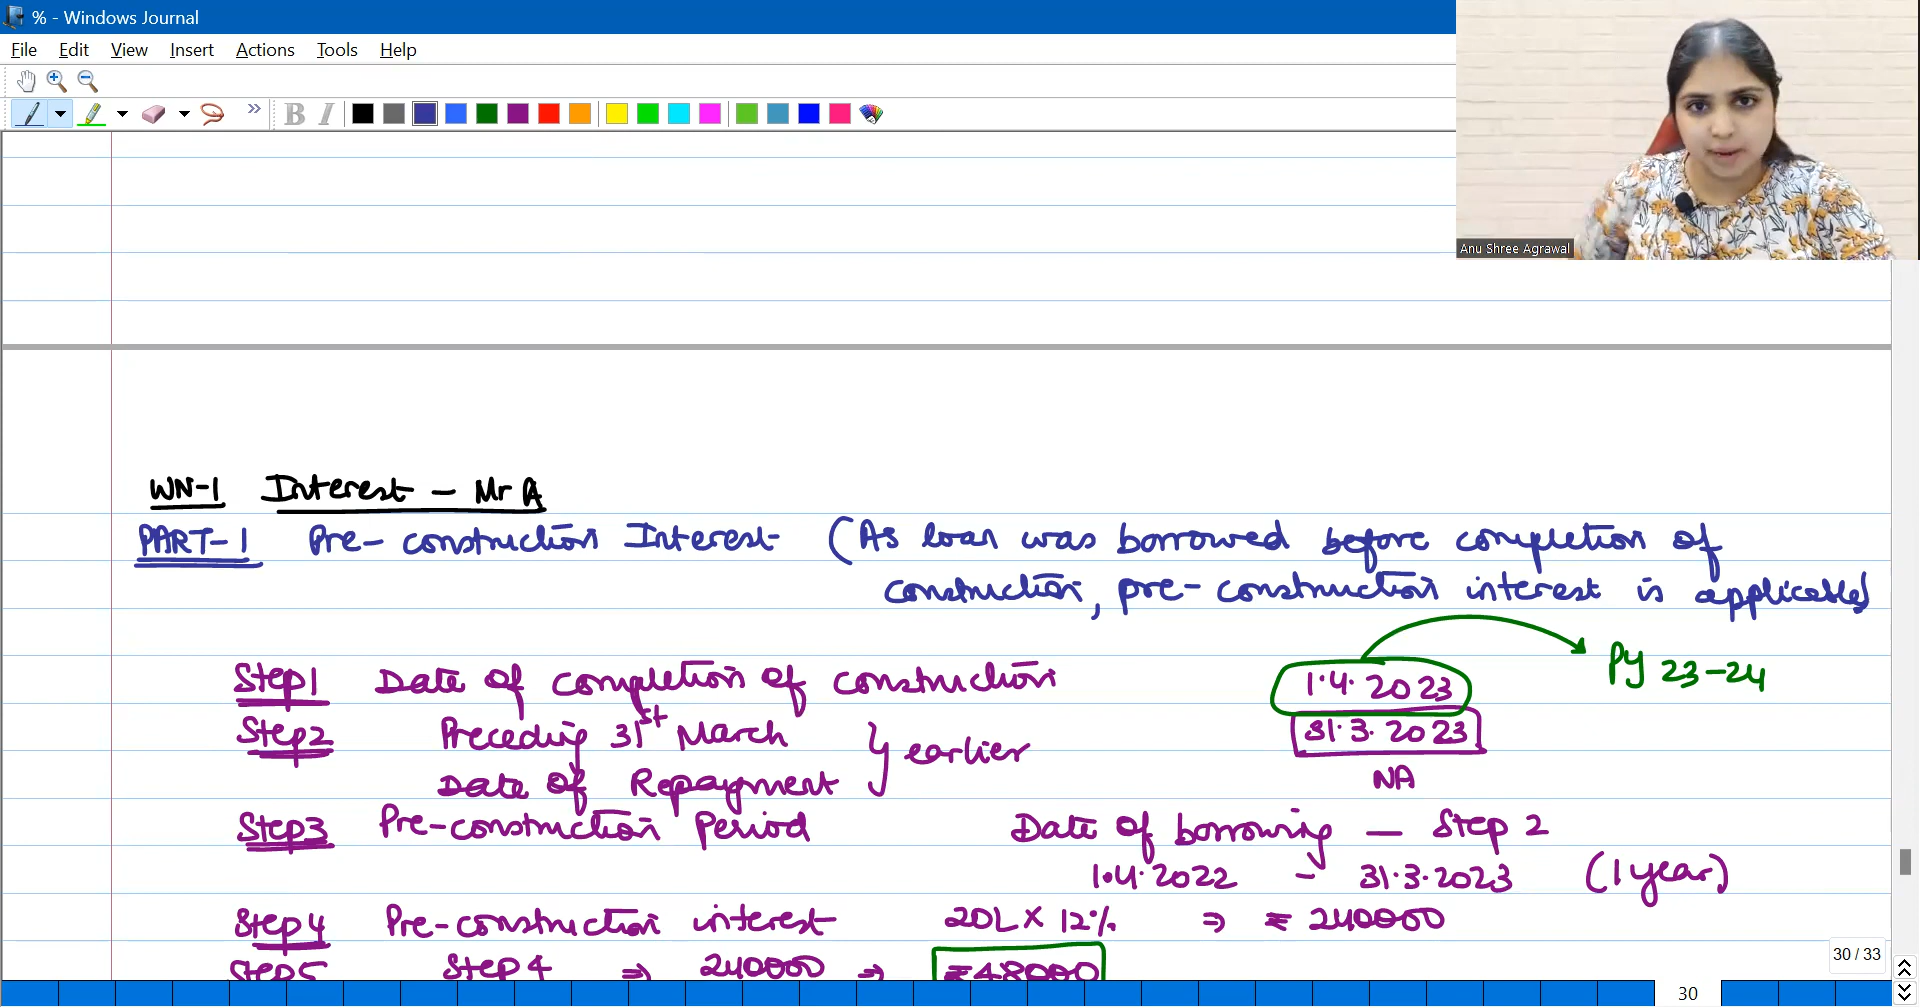 % - Windows Journal
File Edit View Insert Actions Tools Help
B I
Anu Shree Agrawal
WN-1 Interest - Mr A
PART-1 Pre-construction Interest (As loan was borrowed before completion of
construction, pre-construction interest is applicable)
Step1 Date of completion of construction 1.4.2023 PY 23-24
Step2 Preceding 31st March } earlier 31.3.2023
Date of Repayment NA
Step3 Pre-construction Period Date of borrowing - Step 2
1.4.2022 - 31.3.2023 (1 year)
Step4 Pre-construction interest 20L x 12% ⇒ ₹ 240000
Step5 Step 4 ⇒ 240000 ⇒ ₹48000
30 / 33
30